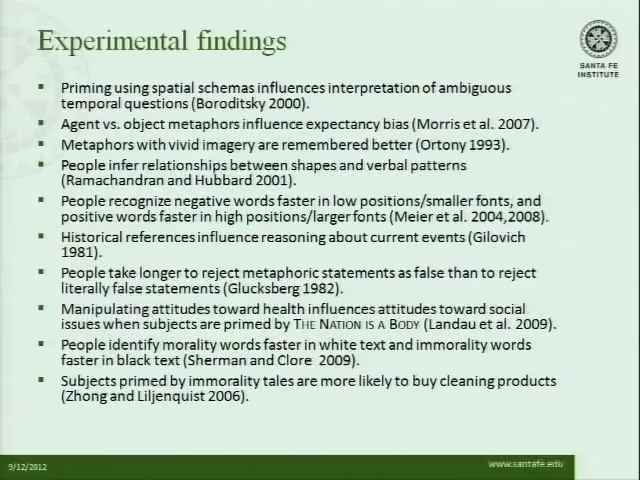 Experimental findings
SANTA FE
INSTITUTE
Priming using spatial schemas influences interpretation of ambiguous
temporal questions (Boroditsky 2000).
Agent vs. object metaphors influence expectancy bias (Morris et al. 2007).
Metaphors with vivid imagery are remembered better (Ortony 1993).
People infer relationships between shapes and verbal patterns
(Ramachandran and Hubbard 2001).
People recognize negative words faster in low positions/smaller fonts, and
positive words faster in high positions/larger fonts (Meier et al. 2004,2008).
Historical references influence reasoning about current events (Gilovich
1981).
People take longer to reject metaphoric statements as false than to reject
literally false statements (Glucksberg 1982).
Manipulating attitudes toward health influences attitudes toward social
issues when subjects are primed by THE NATION IS A BODY (Landau et al. 2009).
People identify morality words faster in white text and immorality words
faster in black text (Sherman and Clore 2009).
Subjects primed by immorality tales are more likely to buy cleaning products
(Zhong and Liljenquist 2006).
9/12/2012
www.santafe.edu